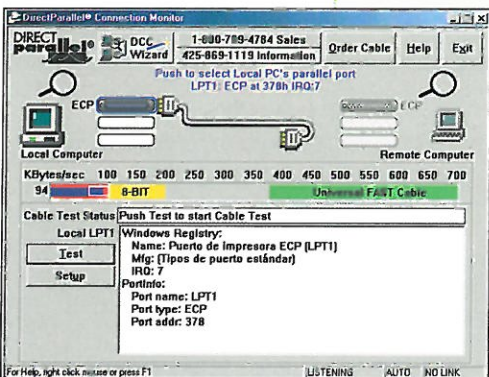 DirectParallel® Connection Monitor
DIRECT parallel®
DCC Wizard
1-800-789-4784 Sales
425-869-1119 Information
Order Cable
Help
Exit
Push to select Local PC's parallel port
LPT1: ECP at 378h IRQ:7
ECP
ECP
Local Computer
Remote Computer
KBytes/sec 100 150 200 250 300 350 400 450 500 550 600 650 700
94
8-BIT
Universal FAST Cable
Cable Test Status
Push Test to start Cable Test
Local LPT1
Test
Setup
Windows Registry:
Name: Puerto de impresora ECP (LPT1)
Mfg: (Tipos de puerto estándar)
IRQ: 7
PortInfo:
Port name: LPT1
Port type: ECP
Port addr: 378
For Help, right click mouse or press F1
LISTENING
AUTO
NO LINK